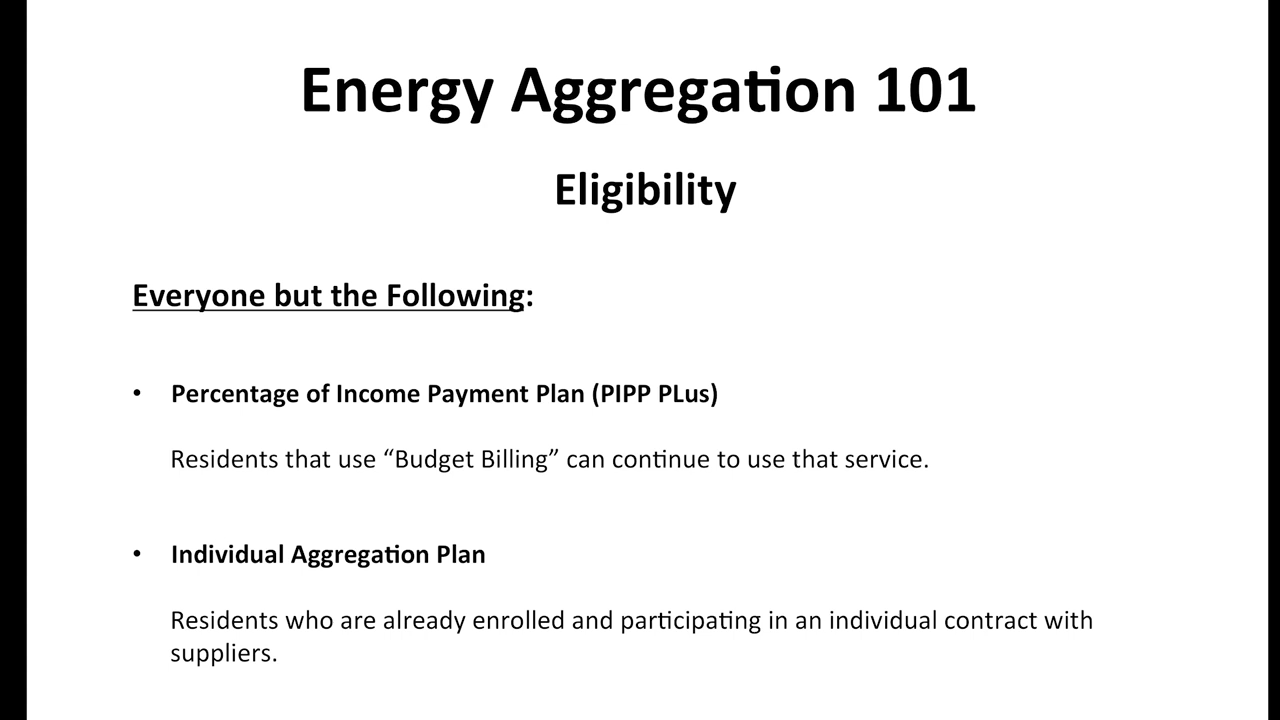 Energy Aggregation 101
Eligibility
Everyone but the Following:
• Percentage of Income Payment Plan (PIPP PLus)
Residents that use “Budget Billing” can continue to use that service.
• Individual Aggregation Plan
Residents who are already enrolled and participating in an individual contract with
suppliers.